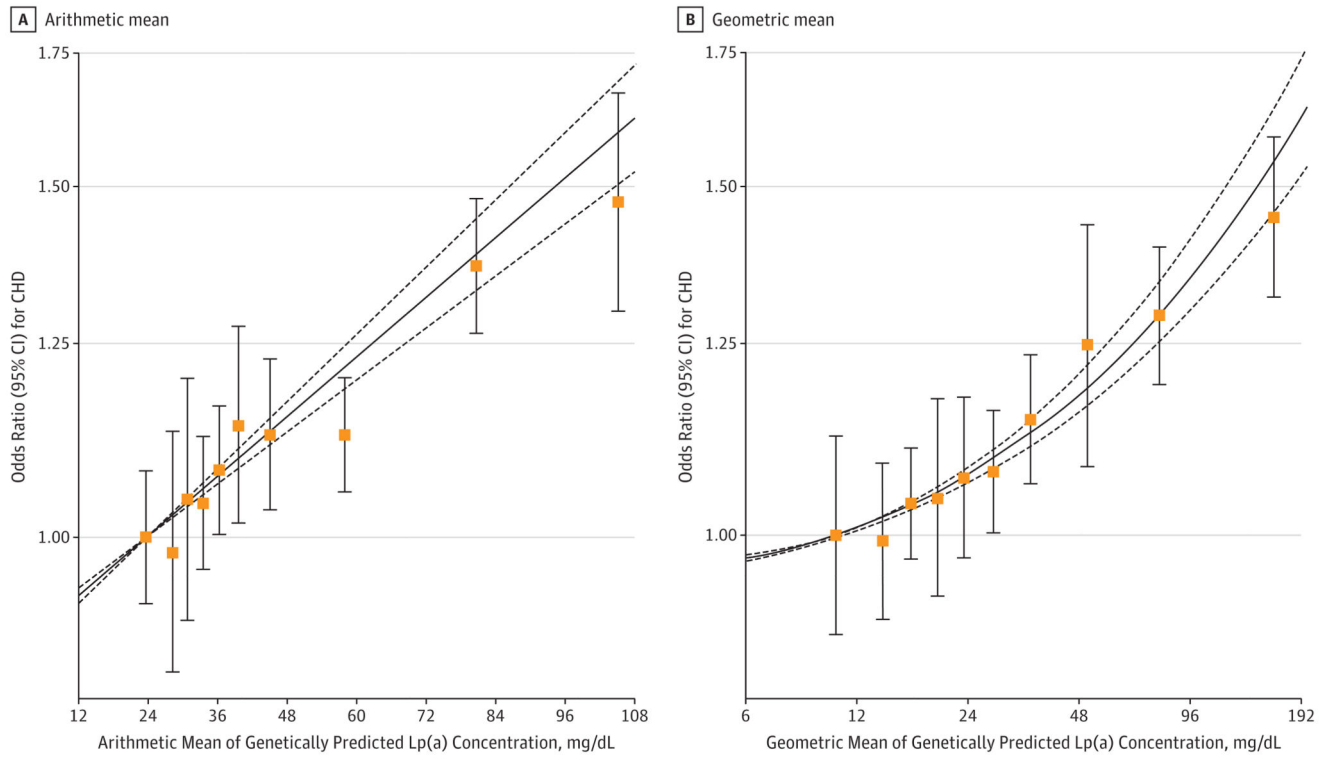 A Arithmetic mean
1.75
1.50
1.25
1.00
Odds Ratio (95% CI) for CHD
12 24 36 48 60 72 84 96 108
Arithmetic Mean of Genetically Predicted Lp(a) Concentration, mg/dL
B Geometric mean
1.75
1.50
1.25
1.00
Odds Ratio (95% CI) for CHD
6 12 24 48 96 192
Geometric Mean of Genetically Predicted Lp(a) Concentration, mg/dL